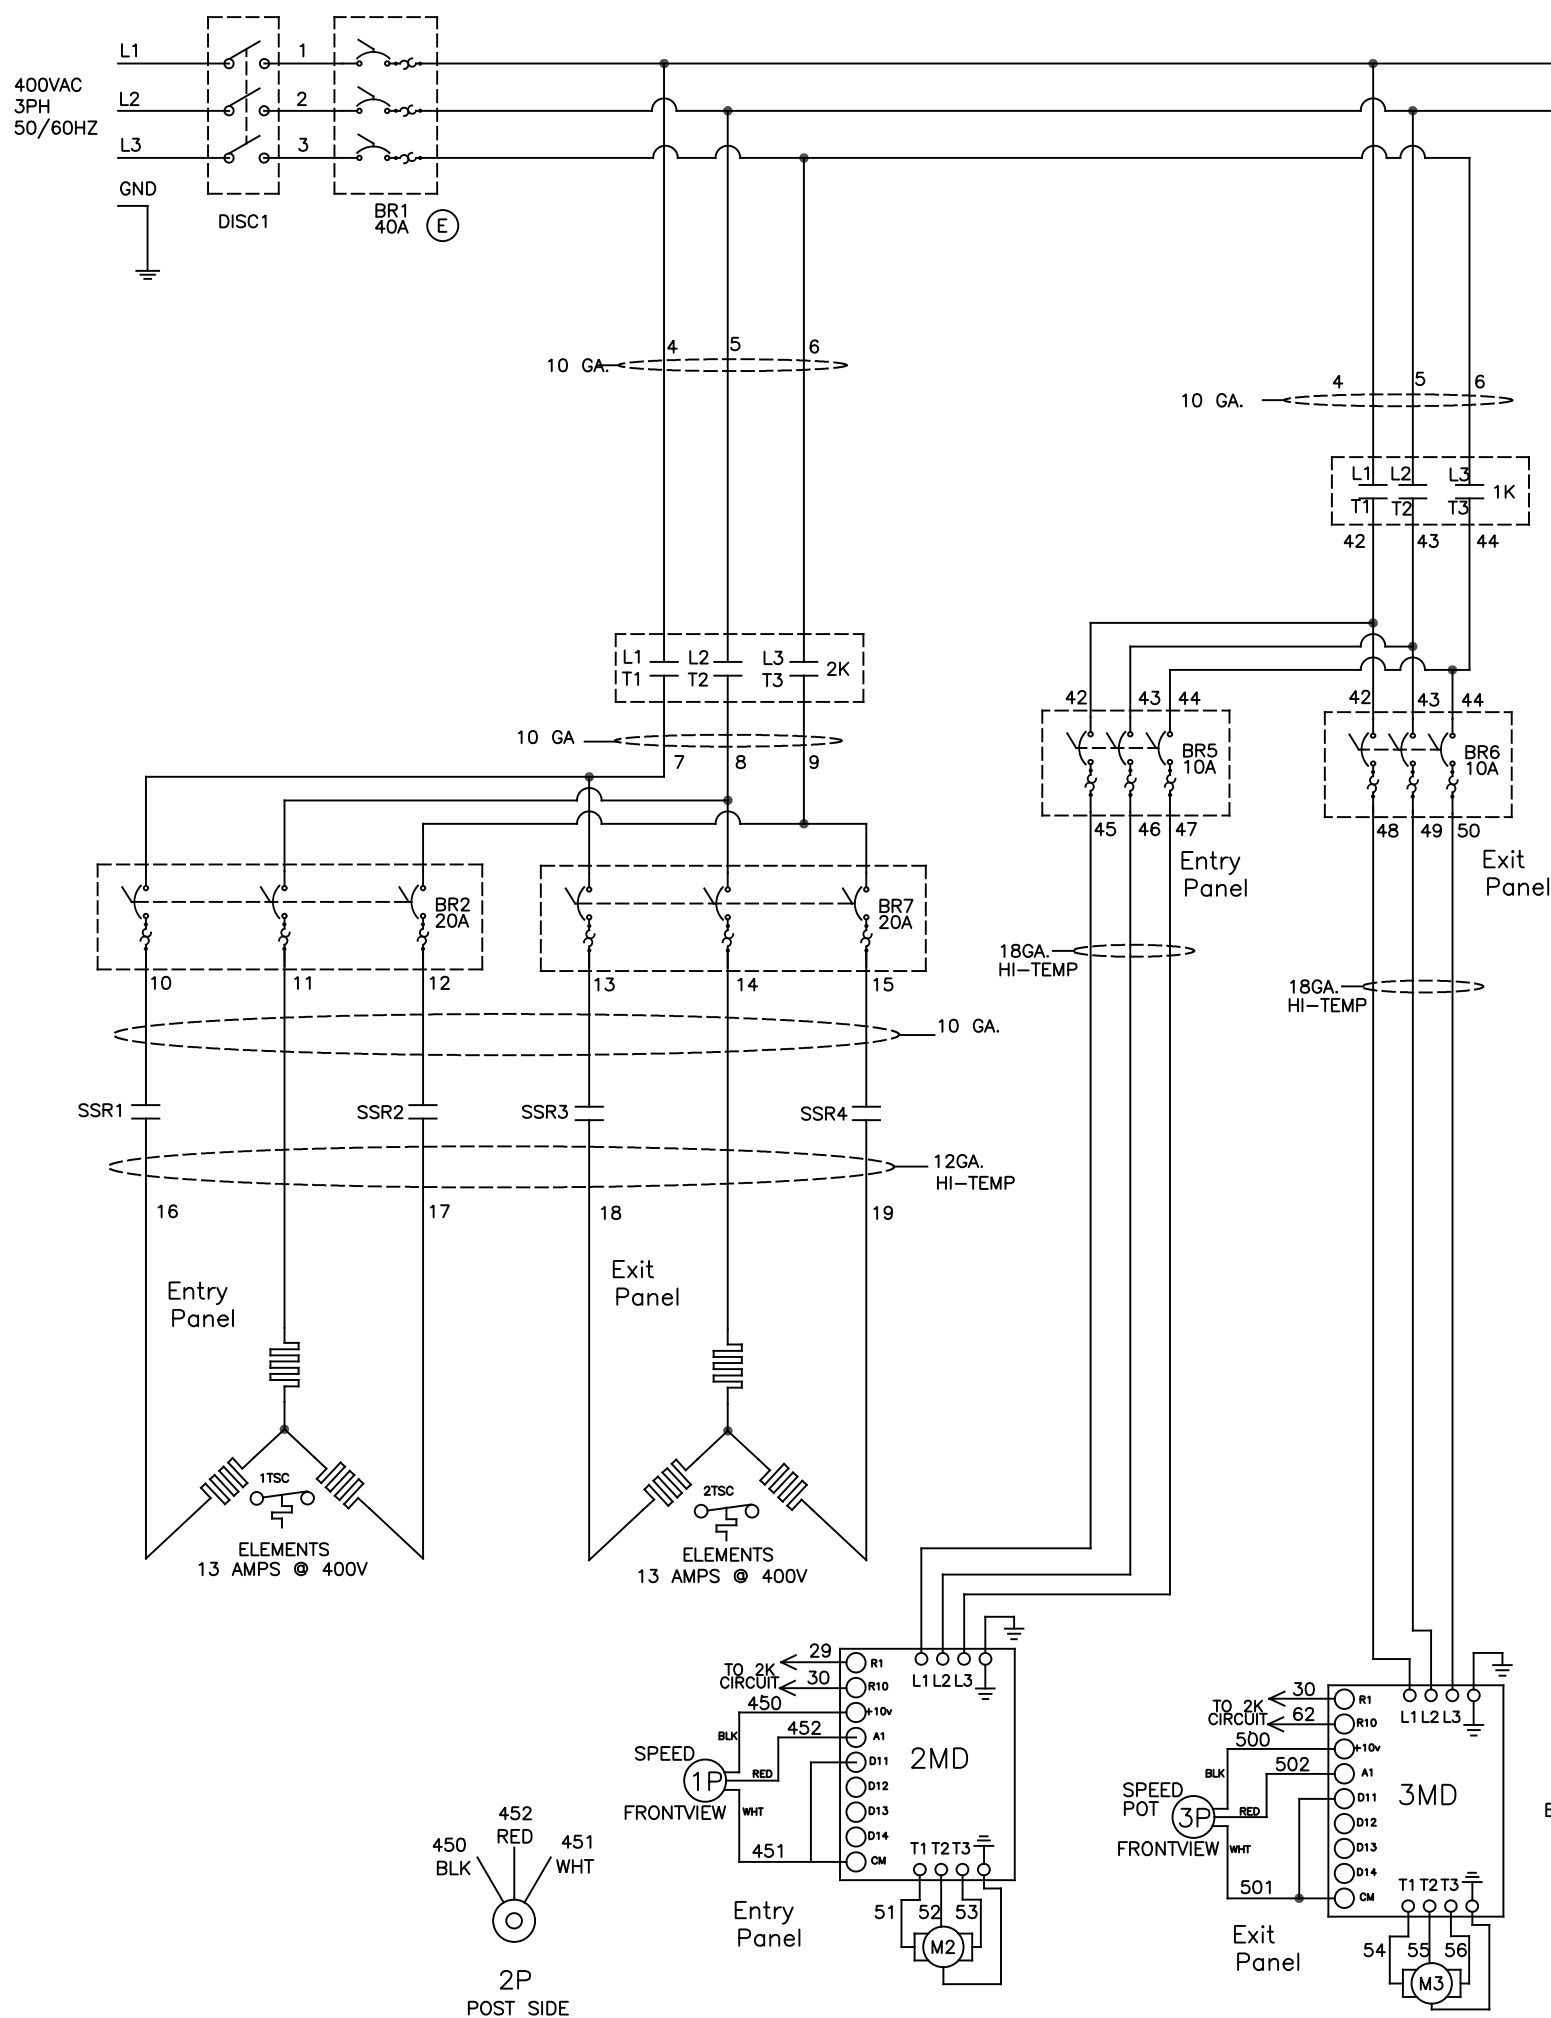 L1
1
400VAC
3PH
50/60HZ
L2
2
L3
3
GND
DISC1
BR1
40A
E
4
5
6
10 GA.
4
5
6
10 GA.
L1
L2
L3
T1
T2
T3
1K
42
43
44
L1
L2
L3
T1
T2
T3
2K
10 GA
7
8
9
42
43
44
BR5
10A
42
43
44
BR6
10A
45
46
47
Entry
Panel
48
49
50
Exit
Panel
BR2
20A
BR7
20A
10
11
12
13
14
15
18GA.
HI-TEMP
18GA.
HI-TEMP
10 GA.
SSR1
SSR2
SSR3
SSR4
12GA.
HI-TEMP
16
17
18
19
Entry
Panel
Exit
Panel
1TSC
ELEMENTS
13 AMPS @ 400V
2TSC
ELEMENTS
13 AMPS @ 400V
TO 2K
CIRCUIT
29
30
450
452
BLK
RED
WHT
451
SPEED
1P
FRONTVIEW
R1
R10
+10v
A1
D11
D12
D13
D14
CM
L1 L2 L3
2MD
T1 T2 T3
51
52
53
M2
Entry
Panel
TO 2K
CIRCUIT
30
62
500
502
BLK
RED
WHT
501
SPEED
POT
3P
FRONTVIEW
R1
R10
+10v
A1
D11
D12
D13
D14
CM
L1 L2 L3
3MD
T1 T2 T3
54
55
56
M3
Exit
Panel
452
RED
450
BLK
451
WHT
2P
POST SIDE